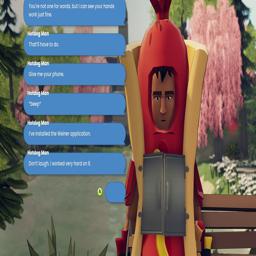 You're not one for words, but I can see your hands
work just fine.
Hotdog Man
That'll have to do.
Hotdog Man
Give me your phone.
Hotdog Man
*beep*
Hotdog Man
I've installed the Weiner application.
Hotdog Man
Don't laugh. I worked very hard on it.